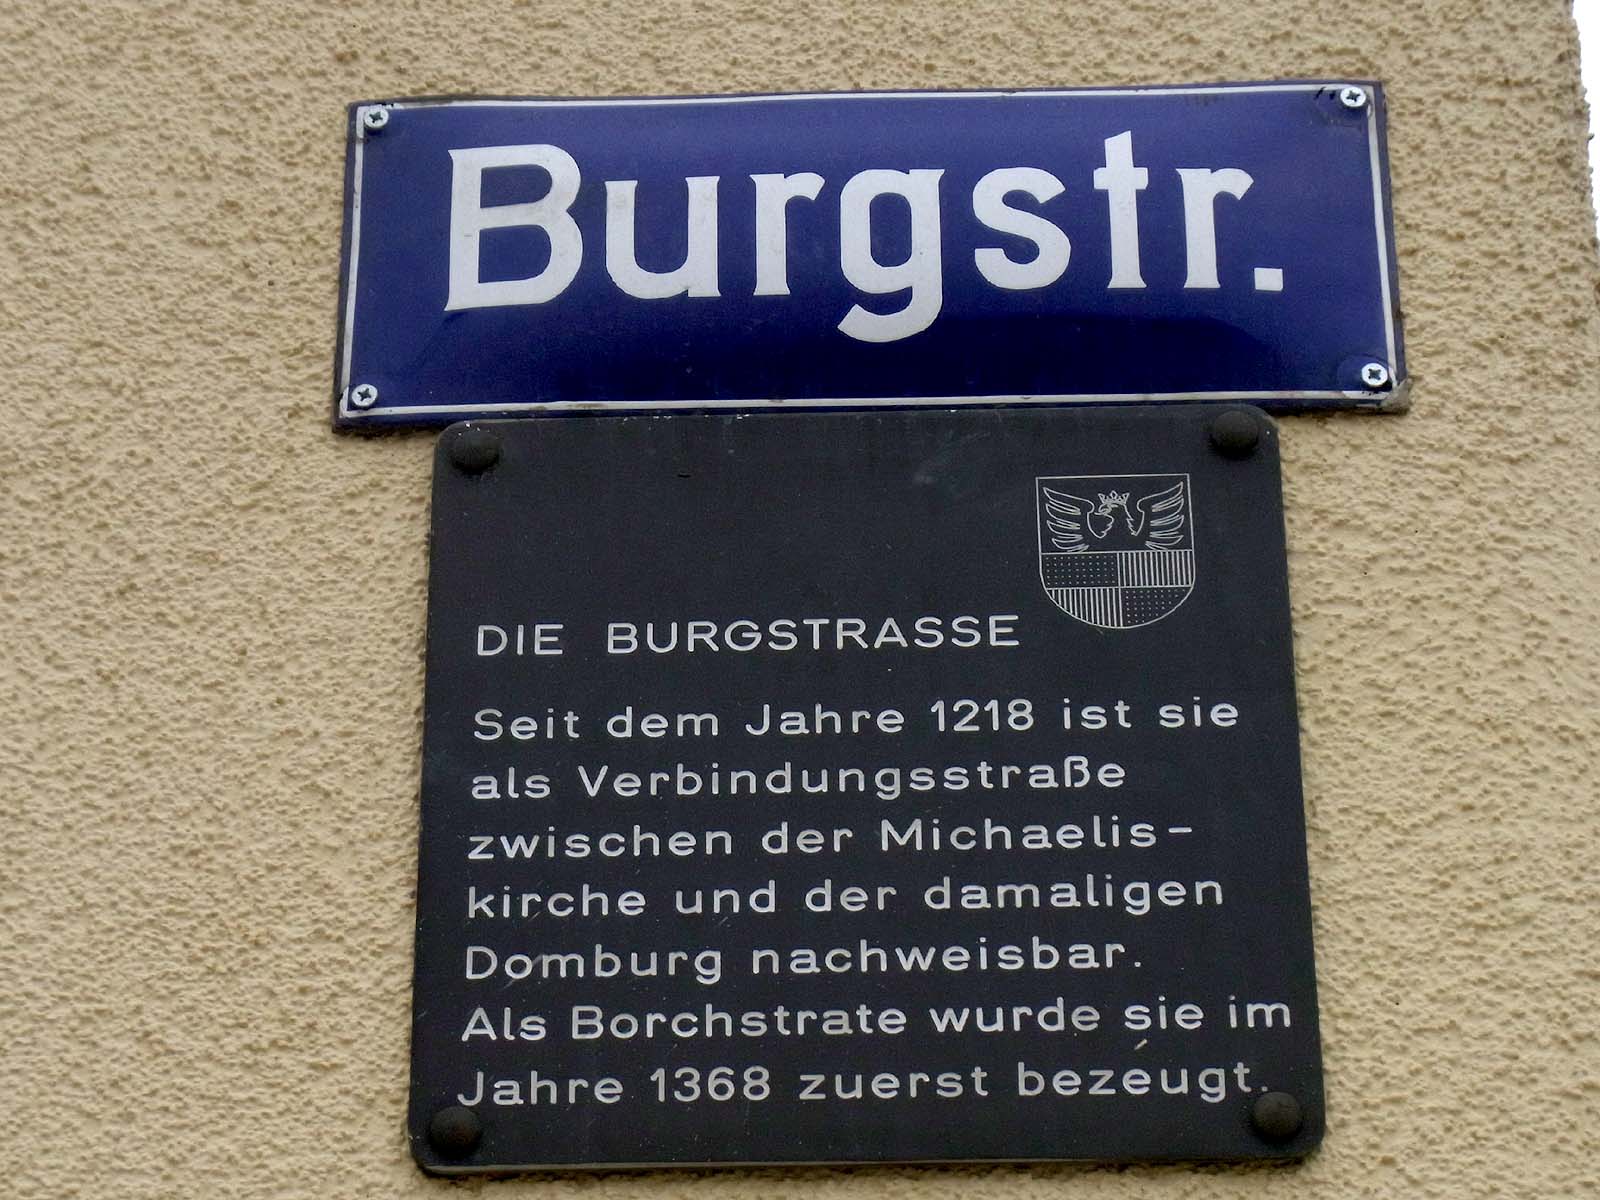 Burgstr.
DIE BURGSTRASSE
Seit dem Jahre 1218 ist sie
als Verbindungsstraße
zwischen der Michaelis-
kirche und der damaligen
Domburg nachweisbar.
Als Borchstrate wurde sie im
Jahre 1368 zuerst bezeugt.